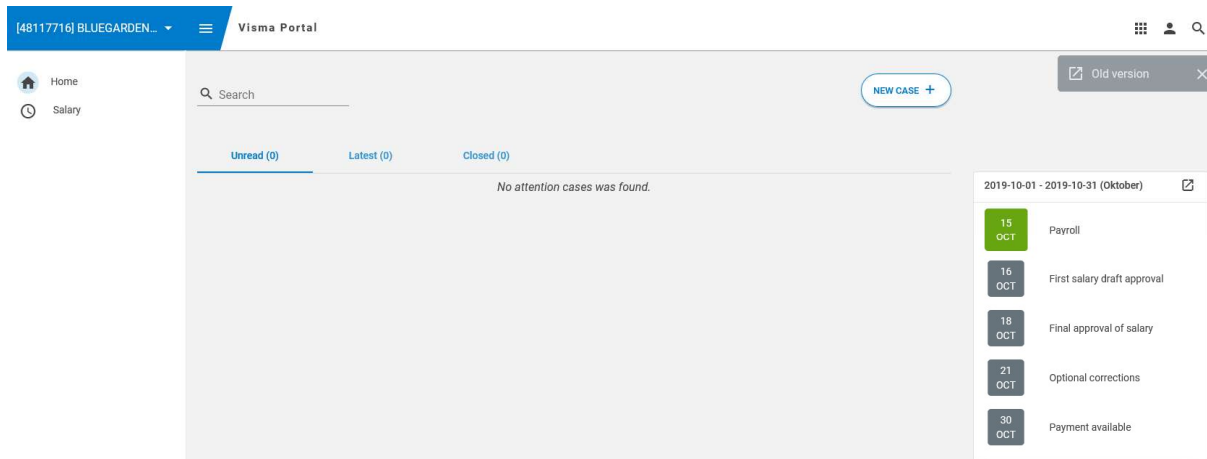 [48117716] BLUEGARDEN...
Visma Portal
Home
Salary
Search
NEW CASE +
Old version
Unread (0)
Latest (0)
Closed (0)
No attention cases was found.
2019-10-01 - 2019-10-31 (Oktober)
15
OCT
Payroll
16
OCT
First salary draft approval
18
OCT
Final approval of salary
21
OCT
Optional corrections
30
OCT
Payment available